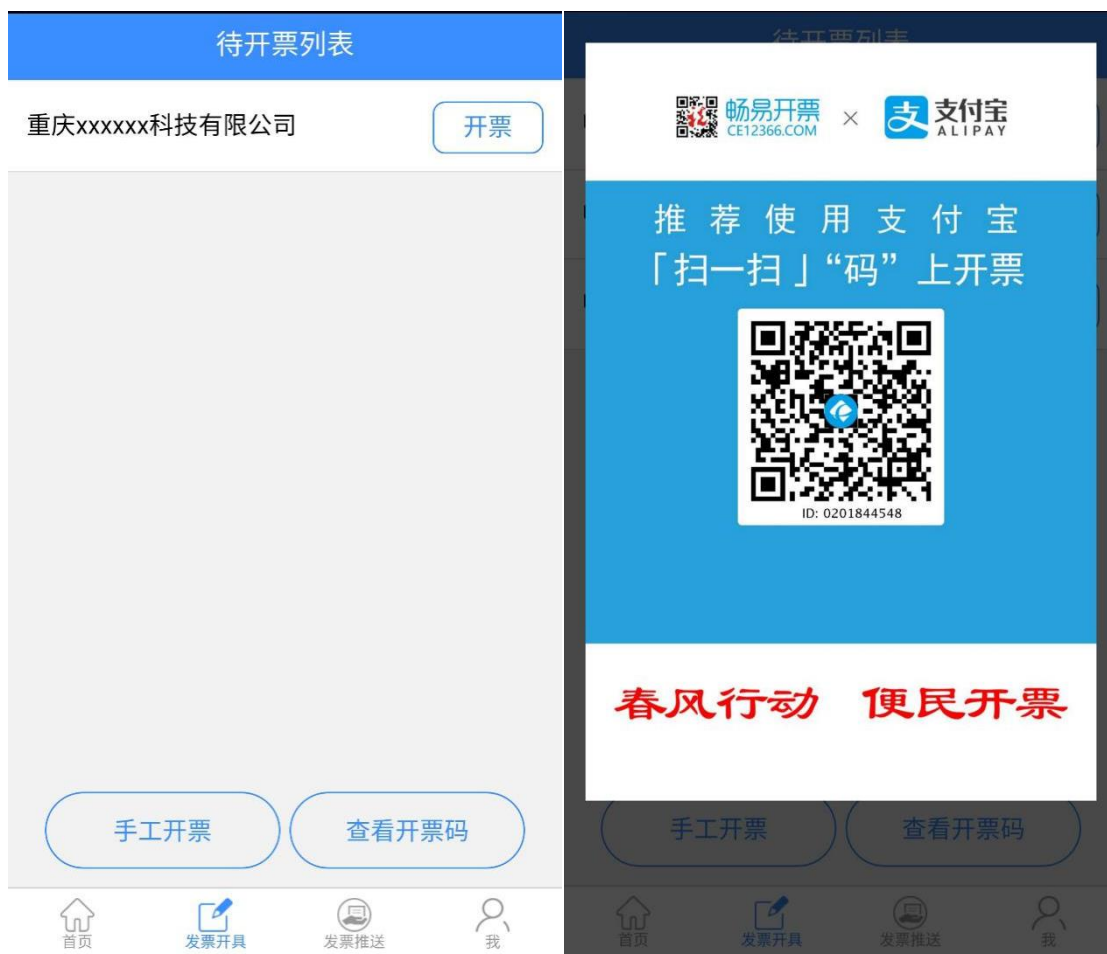 待开票列表
重庆xxxxxx科技有限公司
开票
手工开票
查看开票码
首页
发票开具
发票推送
我
待开票列表
畅易开票
CE12366.COM
×
支
支付宝
ALIPAY
推荐使用支付宝
「扫一扫」“码”上开票
ID: 0201844548
春风行动 便民开票
手工开票
查看开票码
首页
发票开具
发票推送
我